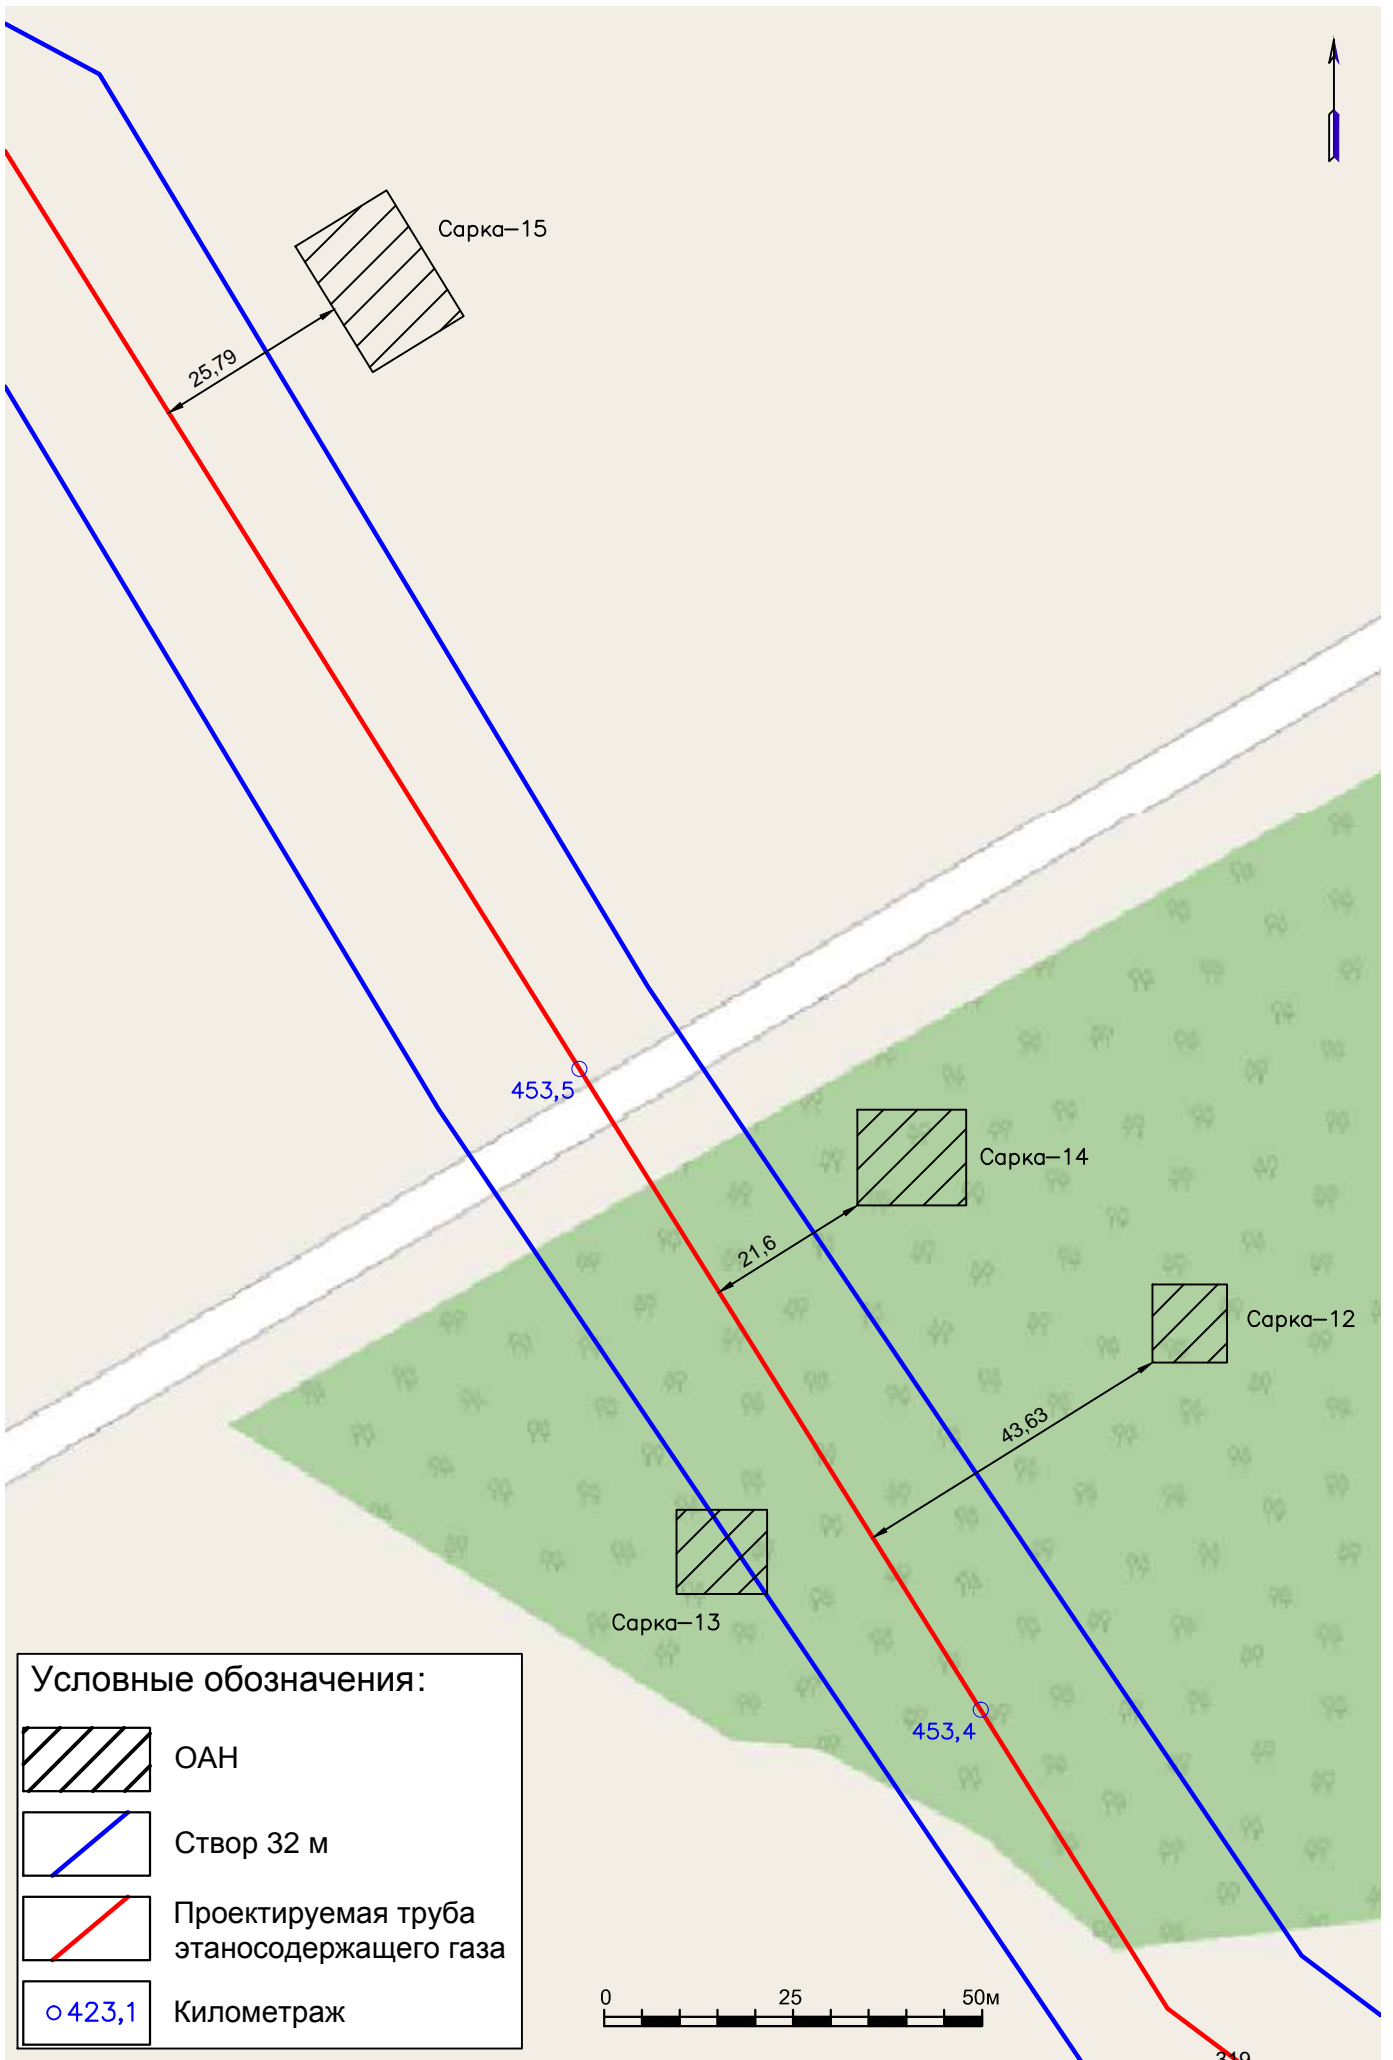 Сарка-15
25,79
453,5
Сарка-14
21,6
Сарка-12
43,63
Сарка-13
453,4
Условные обозначения:
ОАН
Створ 32 м
Проектируемая труба
этаносодержащего газа
423,1 Километраж
0 25 50м